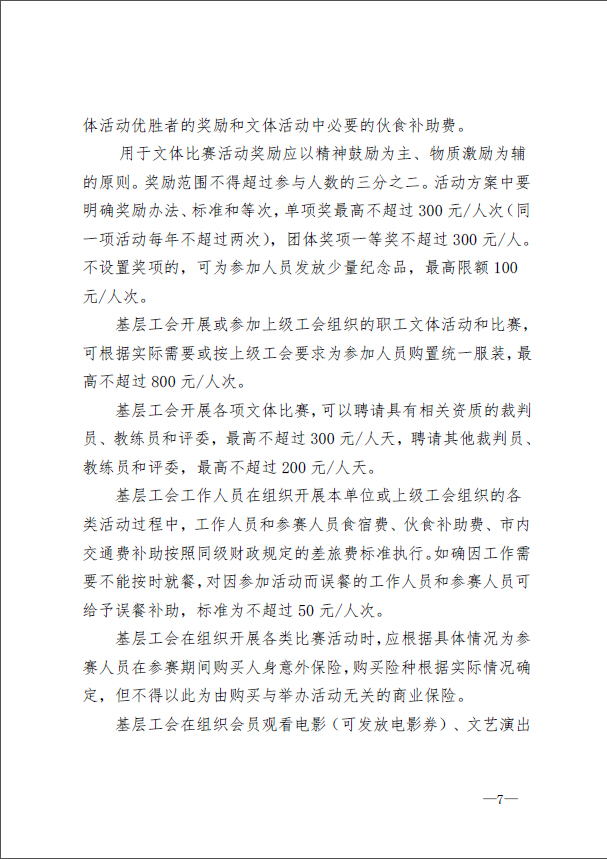 体活动优胜者的奖励和文体活动中必要的伙食补助费。
用于文体比赛活动奖励应以精神鼓励为主、物质激励为辅
的原则。奖励范围不得超过参与人数的三分之二。活动方案中要
明确奖励办法、标准和等次，单项奖最高不超过 300 元/人次（同
一项活动每年不超过两次），团体奖项一等奖不超过 300 元/人。
不设置奖项的，可为参加人员发放少量纪念品，最高限额 100
元/人次。
基层工会开展或参加上级工会组织的职工文体活动和比赛，
可根据实际需要或按上级工会要求为参加人员购置统一服装，最
高不超过 800 元/人次。
基层工会开展各项文体比赛，可以聘请具有相关资质的裁判
员、教练员和评委，最高不超过 300 元/人天，聘请其他裁判员、
教练员和评委，最高不超过 200 元/人天。
基层工会工作人员在组织开展本单位或上级工会组织的各
类活动过程中，工作人员和参赛人员食宿费、伙食补助费、市内
交通费补助按照同级财政规定的差旅费标准执行。如确因工作需
要不能按时就餐，对因参加活动而误餐的工作人员和参赛人员可
给予误餐补助，标准为不超过 50 元/人次。
基层工会在组织开展各类比赛活动时，应根据具体情况为参
赛人员在参赛期间购买人身意外保险，购买险种根据实际情况确
定，但不得以此为由购买与举办活动无关的商业保险。
基层工会在组织会员观看电影（可发放电影券）、文艺演出
—7—